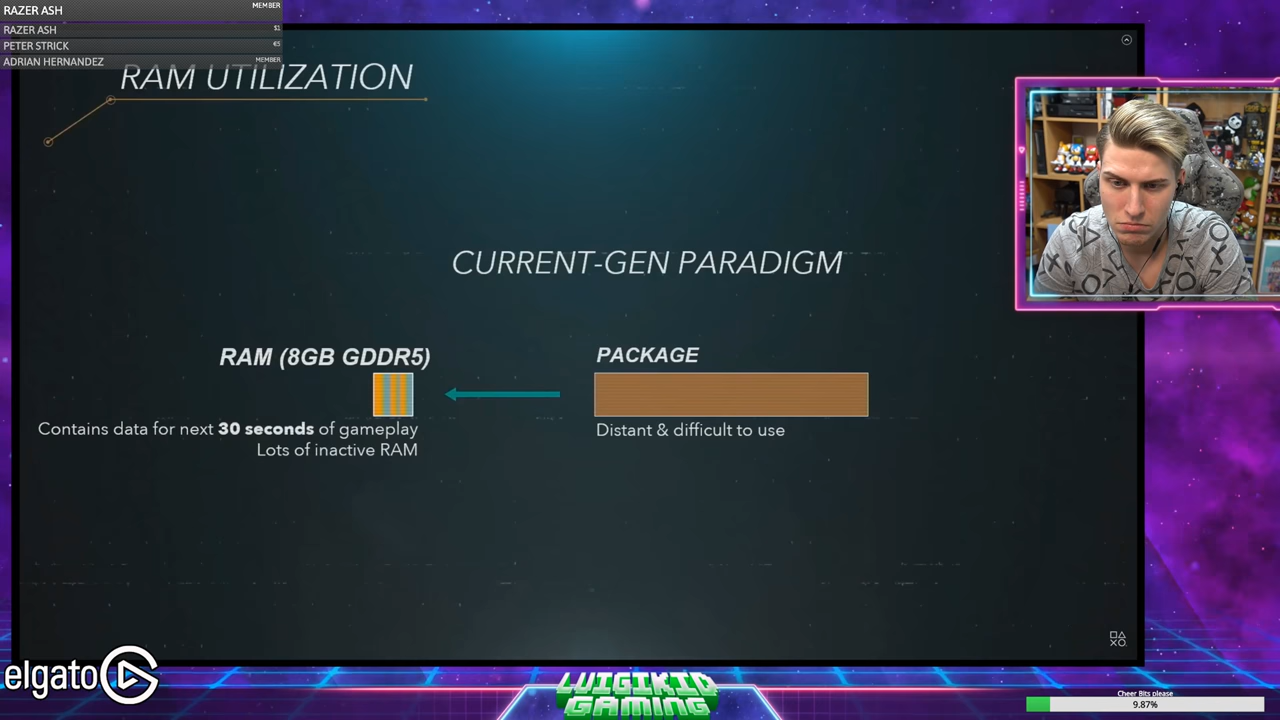 RAZER ASH MEMBER
RAZER ASH $1
PETER STRICK €5
ADRIAN HERNANDEZ MEMBER
RAM UTILIZATION
CURRENT-GEN PARADIGM
RAM (8GB GDDR5)
Contains data for next 30 seconds of gameplay
Lots of inactive RAM
PACKAGE
Distant & difficult to use
elgato
LUIGIKID
GAMING
Cheer Bits please
9.87%